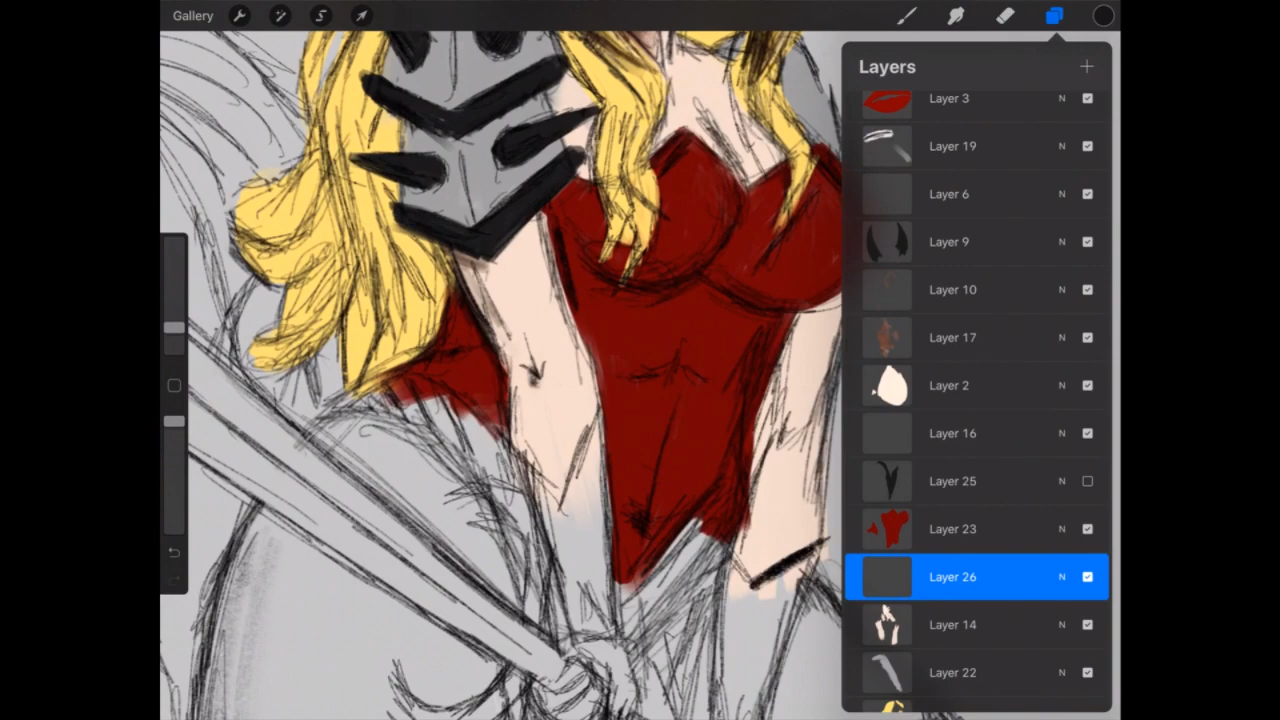 Gallery
Layers
Layer 3 N
Layer 19 N
Layer 6 N
Layer 9 N
Layer 10 N
Layer 17 N
Layer 2 N
Layer 16 N
Layer 25 N
Layer 23 N
Layer 26 N
Layer 14 N
Layer 22 N